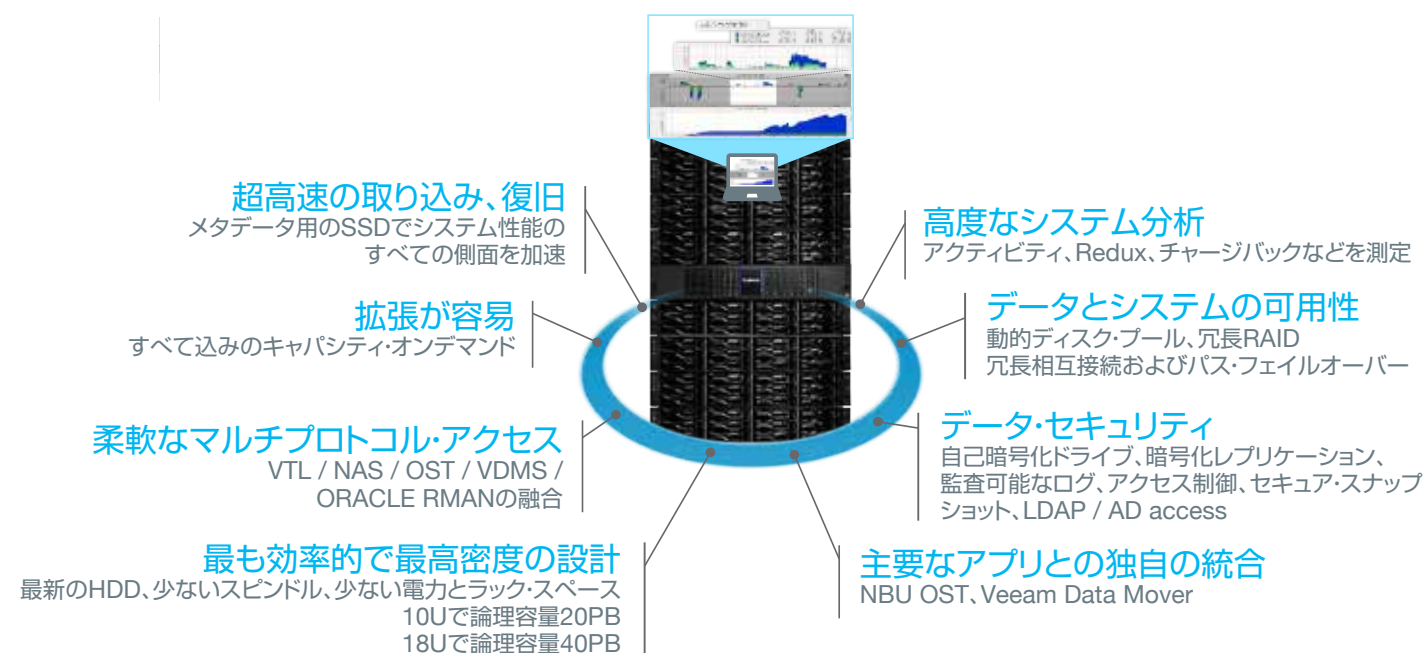 超高速の取り込み、復旧
メタデータ用のSSDでシステム性能の
すべての側面を加速
拡張が容易
すべて込みのキャパシティ・オンデマンド
柔軟なマルチプロトコル・アクセス
VTL / NAS / OST / VDMS /
ORACLE RMANの融合
最も効率的で最高密度の設計
最新のHDD、少ないスピンドル、少ない電力とラック・スペース
10Uで論理容量20PB
18Uで論理容量40PB
高度なシステム分析
アクティビティ、Redux、チャージバックなどを測定
データとシステムの可用性
動的ディスク・プール、冗長RAID
冗長相互接続およびパス・フェイルオーバー
データ・セキュリティ
自己暗号化ドライブ、暗号化レプリケーション、
監査可能なログ、アクセス制御、セキュア・スナップ
ショット、LDAP / AD access
主要なアプリとの独自の統合
NBU OST、Veeam Data Mover